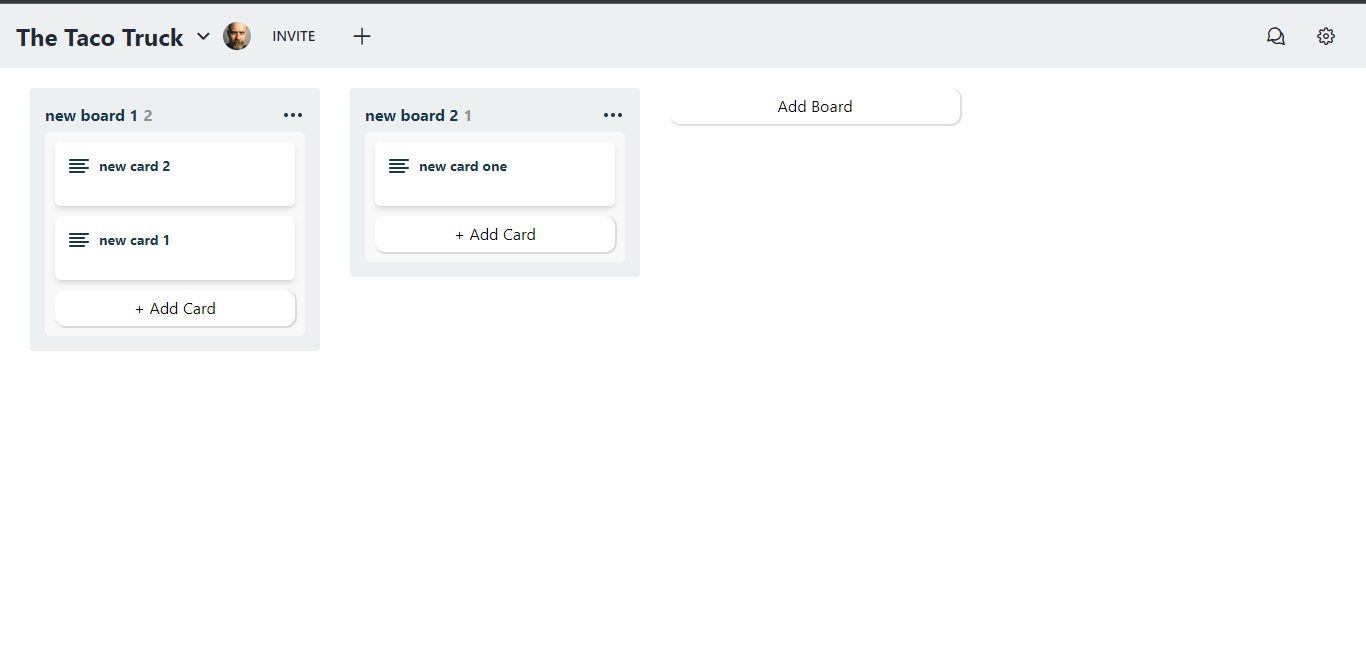 The Taco Truck INVITE
new board 1 2
new card 2
new card 1
+ Add Card
new board 2 1
new card one
+ Add Card
Add Board